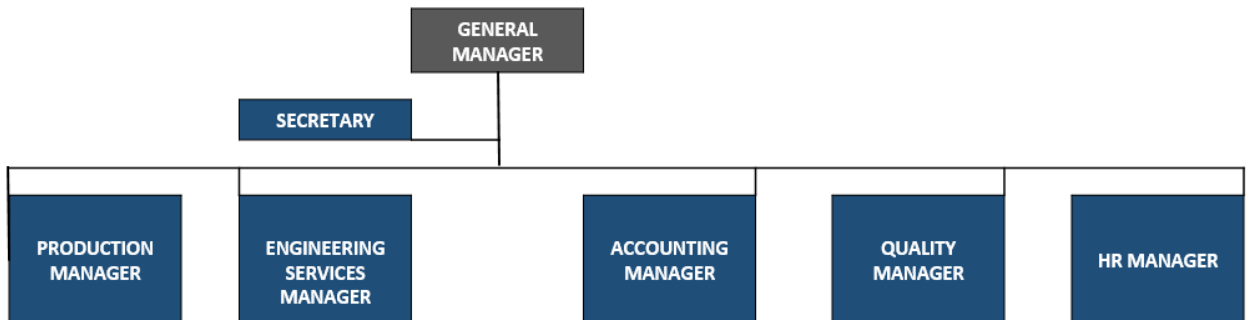 GENERAL
MANAGER
SECRETARY
PRODUCTION
MANAGER
ENGINEERING
SERVICES
MANAGER
ACCOUNTING
MANAGER
QUALITY
MANAGER
HR MANAGER